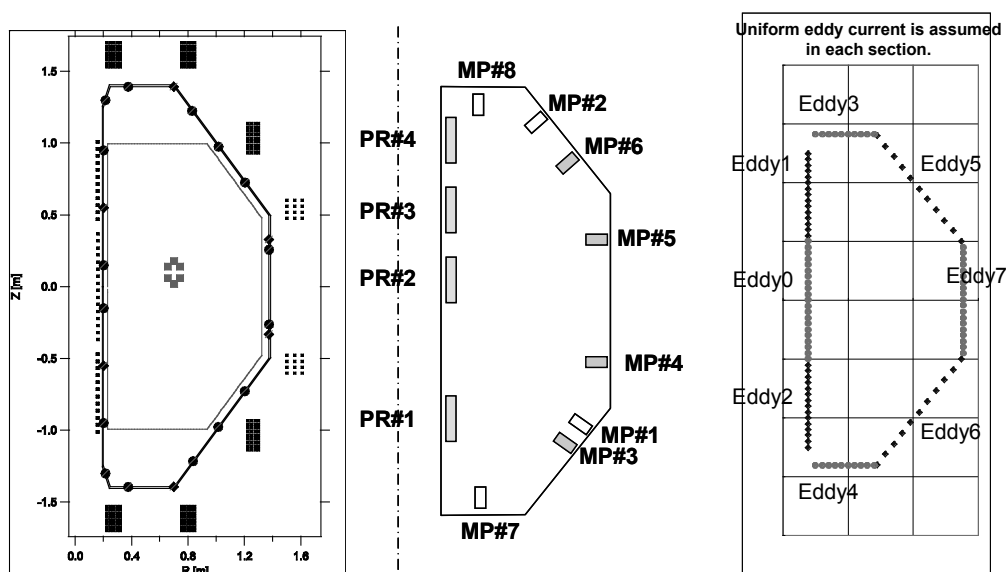 1.5
1.0
0.5
0.0
-0.5
-1.0
-1.5
Z [m]
0.0 0.4 0.8 1.2 1.6
R [m]
MP#8
MP#2
PR#4
MP#6
PR#3
MP#5
PR#2
MP#4
PR#1
MP#1
MP#3
MP#7
Uniform eddy current is assumed
in each section.
Eddy3
Eddy1
Eddy5
Eddy0
Eddy7
Eddy2
Eddy6
Eddy4